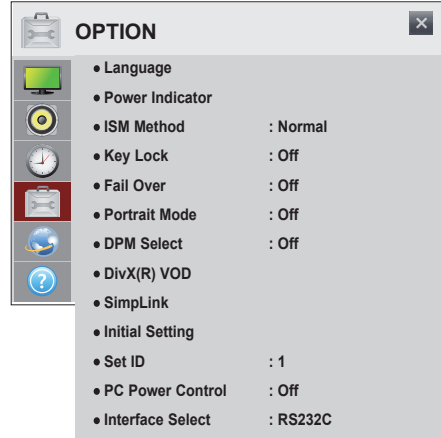 OPTION
● Language
● Power Indicator
● ISM Method : Normal
● Key Lock : Off
● Fail Over : Off
● Portrait Mode : Off
● DPM Select : Off
● DivX(R) VOD
● SimpLink
● Initial Setting
● Set ID : 1
● PC Power Control : Off
● Interface Select : RS232C